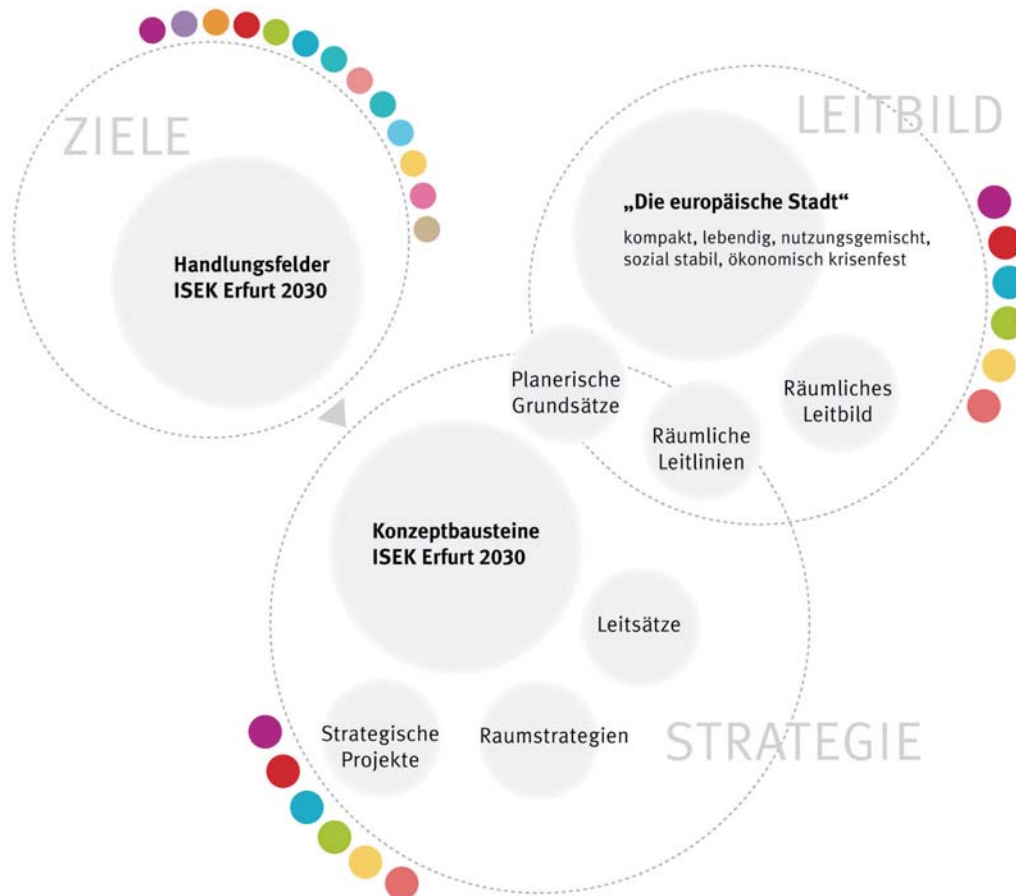 ZIELE
Handlungsfelder
ISEK Erfurt 2030
LEITBILD
„Die europäische Stadt“
kompakt, lebendig, nutzungsgemischt,
sozial stabil, ökonomisch krisenfest
Planerische
Grundsätze
Räumliche
Leitlinien
Räumliches
Leitbild
Konzeptbausteine
ISEK Erfurt 2030
Leitsätze
Strategische
Projekte
Raumstrategien
STRATEGIE